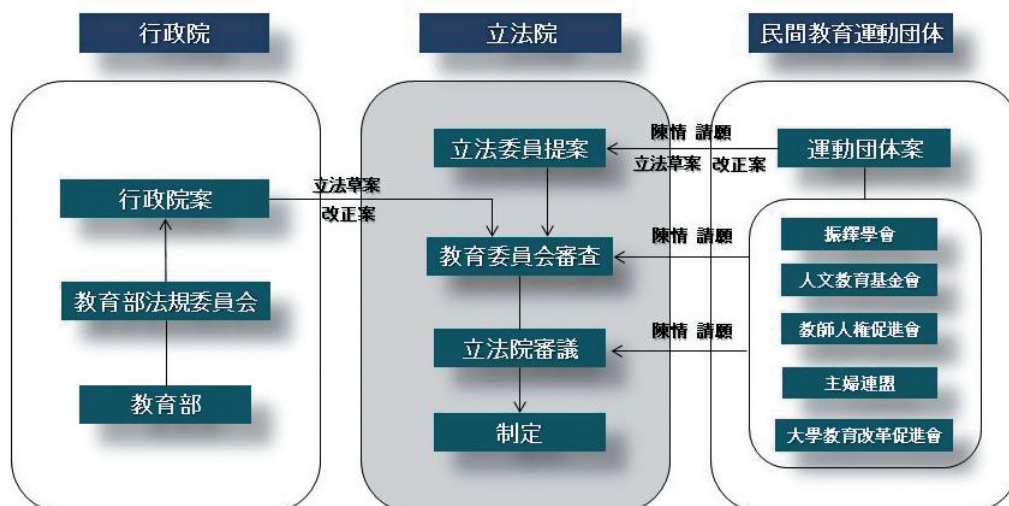 行政院
立法院
民間教育運動団体
立法委員提案
陳情 請願
立法草案 改正案
運動団体案
行政院案
立法草案
改正案
教育委員会審査
陳情 請願
振鐸學會
人文教育基金會
教育部法規委員会
立法院審議
陳情 請願
教師人権促進會
教育部
制定
主婦連盟
大學教育改革促進會